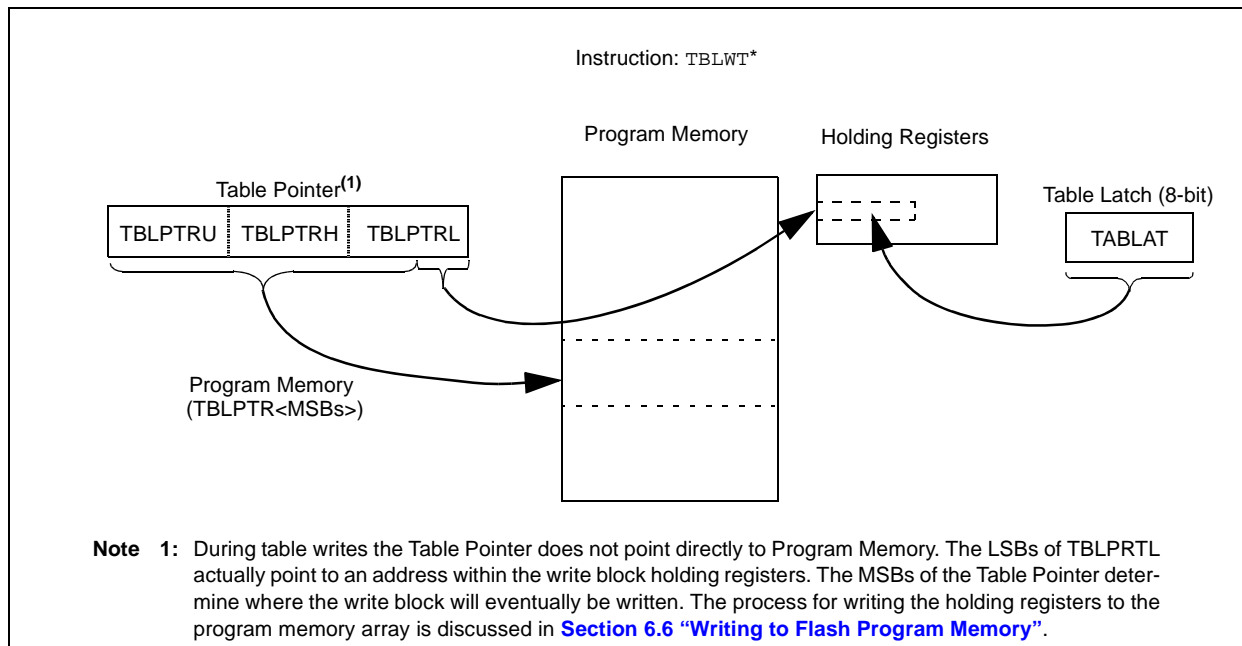 Instruction: TBLWT*
Program Memory
Holding Registers
Table Pointer(1)
Table Latch (8-bit)
TBLPTRU
TBLPTRH
TBLPTRL
TABLAT
Program Memory
(TBLPTR<MSBs>)
Note 1: During table writes the Table Pointer does not point directly to Program Memory. The LSBs of TBLPRTL
actually point to an address within the write block holding registers. The MSBs of the Table Pointer deter-
mine where the write block will eventually be written. The process for writing the holding registers to the
program memory array is discussed in Section 6.6 “Writing to Flash Program Memory”.